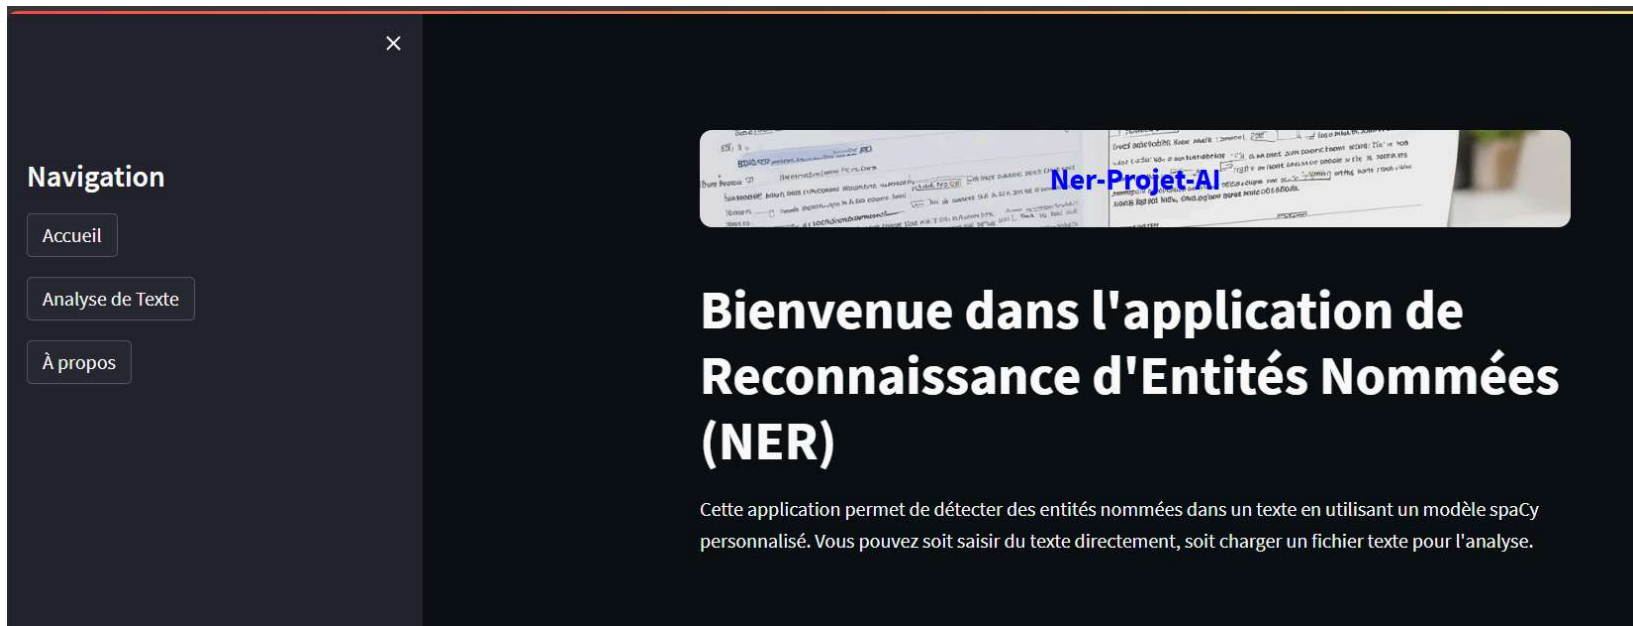 Navigation
Accueil
Analyse de Texte
À propos
Ner-Projet-AI
Bienvenue dans l'application de
Reconnaissance d'Entités Nommées
(NER)
Cette application permet de détecter des entités nommées dans un texte en utilisant un modèle spaCy
personnalisé. Vous pouvez soit saisir du texte directement, soit charger un fichier texte pour l'analyse.